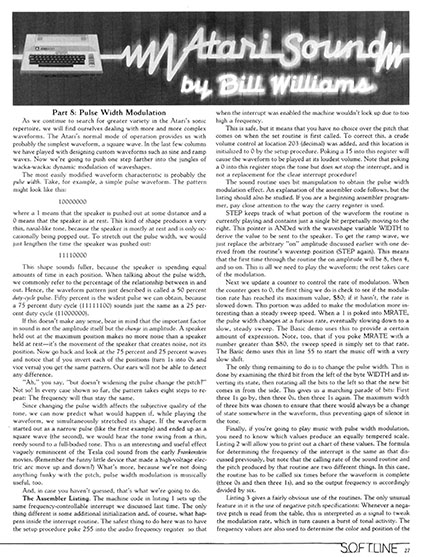 Atari Sound
by Bill Williams
Part 5: Pulse Width Modulation
As we continue to search for greater variety in the Atari's sonic
repertoire, we will find ourselves dealing with more and more complex
waveforms. The Atari's normal mode of operation provides us with
probably the simplest waveform, a square wave. In the last few columns
we have played with designing custom waveforms such as sine and ramp
waves. Now we're going to push one step farther into the jungles of
wacka-wacka: dynamic modulation of waveshapes.
The most easily modified waveform characteristic is probably the
pulse width. Take, for example, a simple pulse waveform. The pattern
might look like this:
10000000
where a 1 means that the speaker is pushed out at some distance and a
0 means that the speaker is at rest. This kind of shape produces a very
thin, nasal-like tone, because the speaker is mostly at rest and is only oc-
casionally being popped out. To stretch out the pulse width, we would
just lengthen the time the speaker was pushed out:
11110000
This shape sounds fuller, because the speaker is spending equal
amounts of time in each position. When talking about the pulse width,
we commonly refer to the percentage of the relationship between in and
out. Hence, the waveform pattern just described is called a 50 percent
duty-cycle pulse. Fifty percent is the widest pulse we can obtain, because
a 75 percent duty cycle (11111100) sounds just the same as a 25 per-
cent duty cycle (11000000).
If this doesn't make any sense, bear in mind that the important factor
in sound is not the amplitude itself but the change in amplitude. A speaker
held out at the maximum position makes no more noise than a speaker
held at rest—it's the movement of the speaker that creates noise, not its
position. Now go back and look at the 75 percent and 25 percent waves
and notice that if you invert each of the positions (turn 1s into 0s and
vice versa) you get the same pattern. Our ears will not be able to detect
any difference.
"Ah," you say, "but doesn't widening the pulse change the pitch?"
Not so! In every case shown so far, the pattern takes eight steps to re-
peat: The frequency will thus stay the same.
Since changing the pulse width affects the subjective quality of the
tone, we can now predict what would happen if, while playing the
waveform, we simultaneously stretched its shape. If the waveform
started out as a narrow pulse (like the first example) and ended up as a
square wave (the second), we would hear the tone swing from a thin,
reedy sound to a full-bodied tone. This is an interesting and useful effect
vaguely reminiscent of the Tesla coil sound from the early Frankenstein
movies. (Remember the funny little device that made a high-voltage elec-
tric arc move up and down?) What's more, because we're not doing
anything funky with the pitch, pulse width modulation is musically
useful, too.
And, in case you haven't guessed, that's what we're going to do.
The Assembler Listing. The machine code in listing 1 sets up the
same frequency-controllable interrupt we discussed last time. The only
thing different is some additional initialization and, of course, what hap-
pens inside the interrupt routine. The safest thing to do here was to have
the setup procedure poke 255 into the audio frequency register so that
when the interrupt was enabled the machine wouldn't lock up due to too
high a frequency.
This is safe, but it means that you have no choice over the pitch that
comes on when the set routine is first called. To correct this, a crude
volume control at location 203 (decimal) was added, and this location is
initialized to 0 by the setup procedure. Poking a 15 into this register will
cause the waveform to be played at its loudest volume. Note that poking
a 0 into this register stops the tone but does not stop the interrupt, and is
not a replacement for the clear interrupt procedure!
The sound routine uses bit manipulation to obtain the pulse width
modulation effect. An explanation of the assembler code follows, but the
listing should also be studied. If you are a beginning assembler program-
mer, pay close attention to the way the carry register is used.
STEP keeps track of what portion of the waveform the routine is
currently playing and contains just a single bit perpetually moving to the
right. This pointer is ANDed with the waveshape variable WIDTH to
derive the value to be sent to the speaker. To get the ramp wave, we
just replace the arbitrary "on" amplitude discussed earlier with one de-
rived from the routine's wavestep position (STEP again). This means
that the first time through the routine the on amplitude will be 8, then 4,
and so on. This is all we need to play the waveform; the rest takes care
of the modulation.
Next we update a counter to control the rate of modulation. When
the counter goes to 0, the first thing we do is check to see if the modula-
tion rate has reached its maximum value, $80; if it hasn't, the rate is
slowed down. This portion was added to make the modulation more in-
teresting than a steady sweep speed. When a 1 is poked into MRATE,
the pulse width changes at a furious rate, eventually slowing down to a
slow, steady sweep. The Basic demo uses this to provide a certain
amount of expression. Note, too, that if you poke MRATE with a
number greater than $80, the sweep speed is simply set to that rate.
The Basic demo uses this in line 55 to start the music off with a very
slow shift.
The only thing remaining to do is to change the pulse width. This is
done by examining the third bit from the left of the byte WIDTH and in-
verting its state, then rotating all the bits to the left so that the new bit
comes in from the side. This gives us a marching parade of bits: First
three 1s go by, then three 0s, then three 1s again. The maximum width
of three bits was chosen to ensure that there would always be a change
of state somewhere in the waveform, thus preventing gaps of silence in
the tone.
Finally, if you're going to play music with pulse width modulation,
you need to know which values produce an equally tempered scale.
Listing 2 will allow you to print out a chart of these values. The formula
for determining the frequency of the interrupt is the same as that dis-
cussed previously, but note that the calling rate of the sound routine and
the pitch produced by that routine are two different things. In this case,
the routine has to be called six times before the waveform is complete
(three 0s and then three 1s), and so the output frequency is accordingly
divided by six.
Listing 3 gives a fairly obvious use of the routines. The only unusual
feature in it is the use of negative pitch specifications: Whenever a nega-
tive pitch is read from the table, this is interpreted as a signal to tweak
the modulation rate, which in turn causes a burst of tonal activity. The
frequency values are also used to determine the color and position of the
SOFTLINE 27